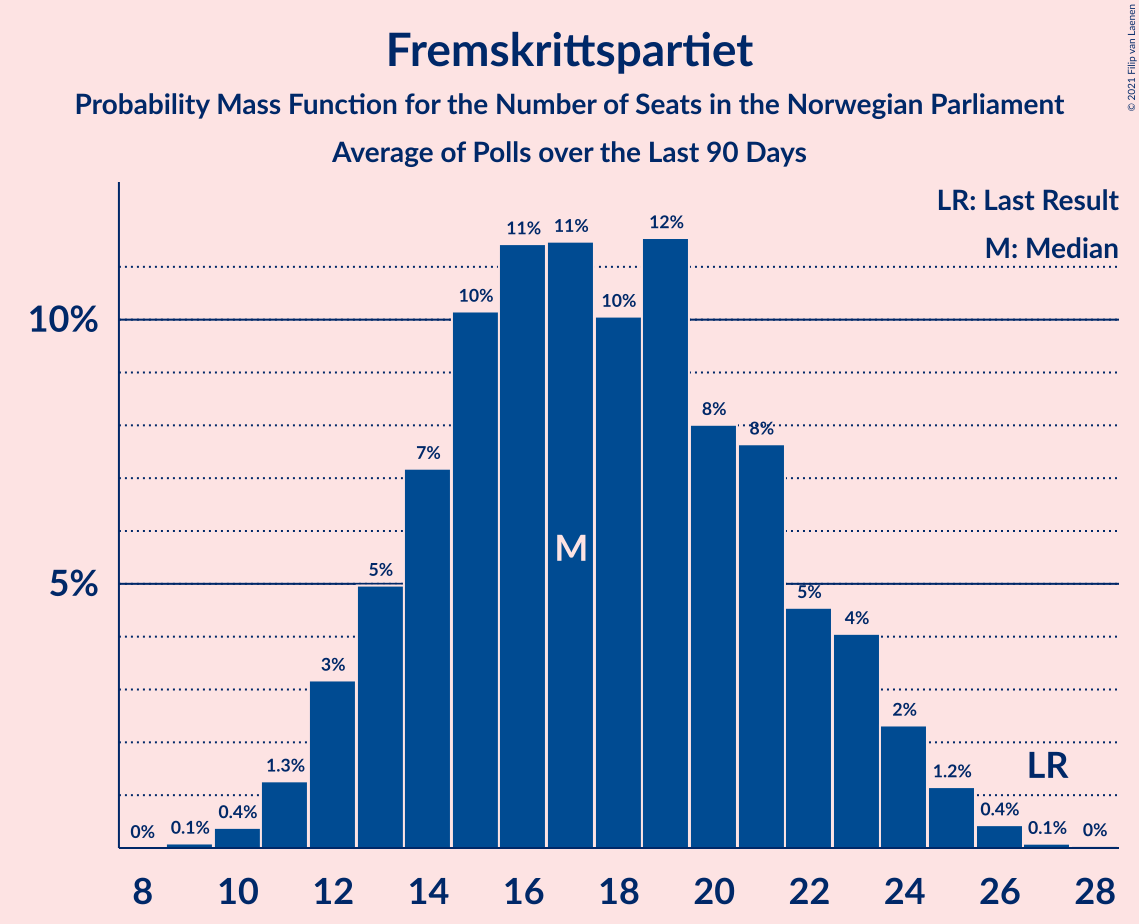 Fremskrittspartiet
Probability Mass Function for the Number of Seats in the Norwegian Parliament
Average of Polls over the Last 90 Days
© 2021 Filip van Laenen
LR: Last Result
M: Median
10%
5%
0%
0.1%
0.4%
1.3%
3%
5%
7%
10%
11%
11%
10%
12%
8%
8%
5%
4%
2%
1.2%
0.4%
0.1%
0%
M
LR
8 10 12 14 16 18 20 22 24 26 28